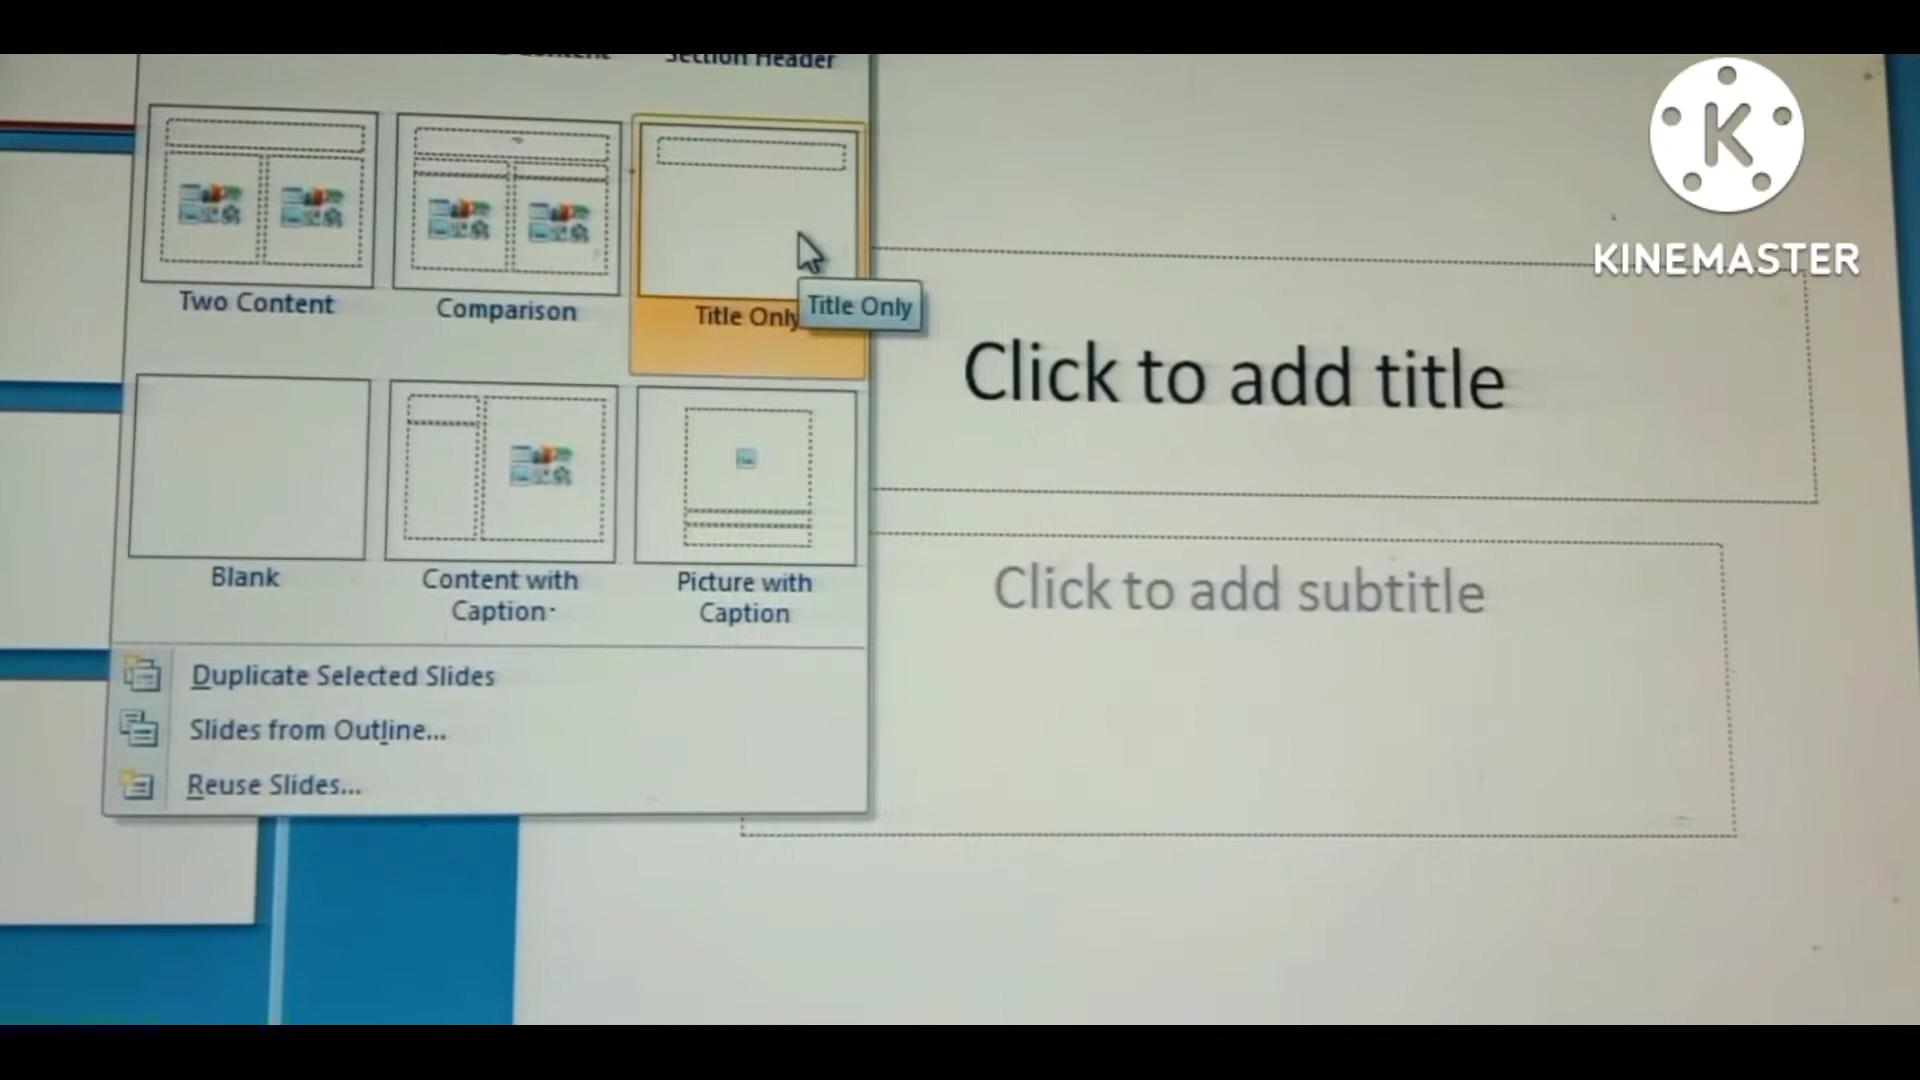 Section Header
K
KINEMASTER
Two Content
Comparison
Title Only
Title Only
Click to add title
Blank
Content with
Caption
Picture with
Caption
Click to add subtitle
Duplicate Selected Slides
Slides from Outline...
Reuse Slides...